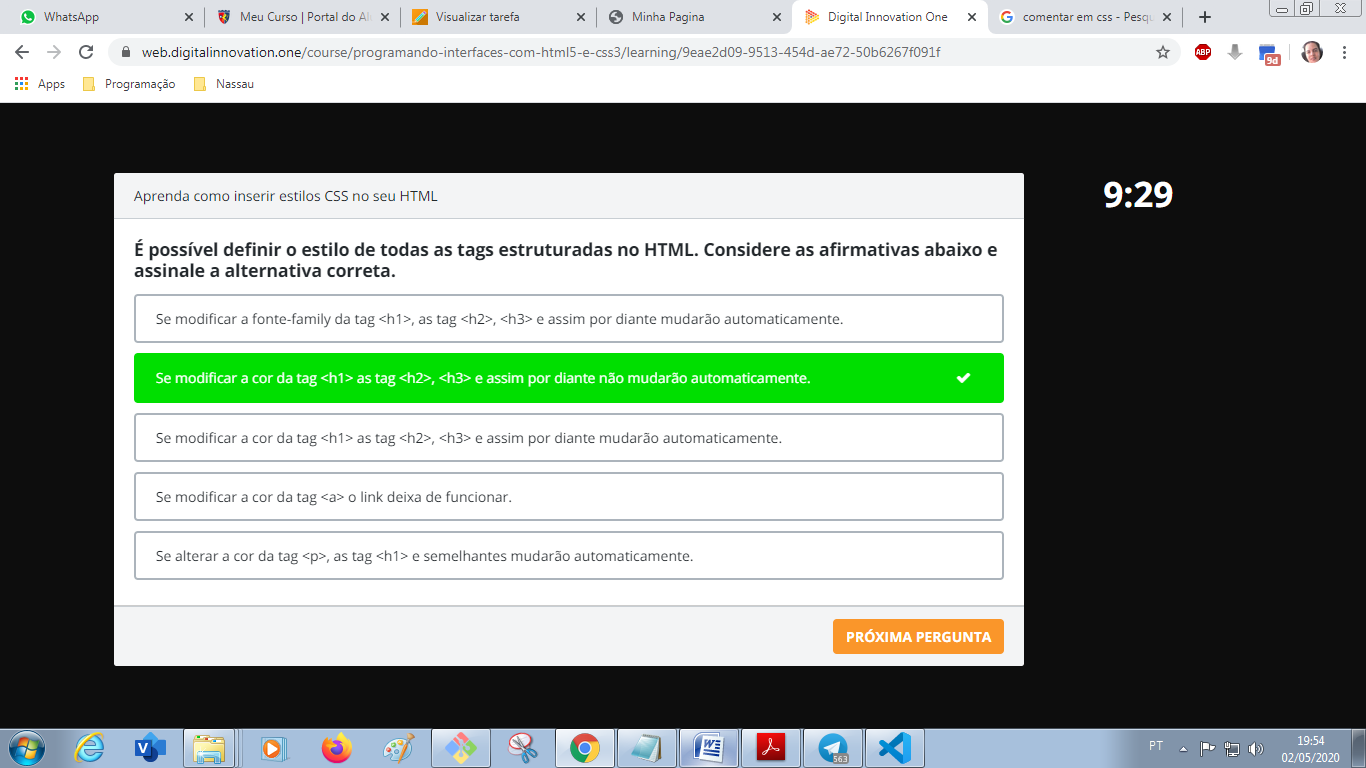 WhatsApp
Meu Curso | Portal do Al
Visualizar tarefa
Minha Pagina
Digital Innovation One
comentar em css - Pesqu
web.digitalinnovation.one/course/programando-interfaces-com-html5-e-css3/learning/9eae2d09-9513-454d-ae72-50b6267f091f
ABP
9d
Apps
Programação
Nassau
Aprenda como inserir estilos CSS no seu HTML
9:29
É possível definir o estilo de todas as tags estruturadas no HTML. Considere as afirmativas abaixo e
assinale a alternativa correta.
Se modificar a fonte-family da tag <h1>, as tag <h2>, <h3> e assim por diante mudarão automaticamente.
Se modificar a cor da tag <h1> as tag <h2>, <h3> e assim por diante não mudarão automaticamente.
Se modificar a cor da tag <h1> as tag <h2>, <h3> e assim por diante mudarão automaticamente.
Se modificar a cor da tag <a> o link deixa de funcionar.
Se alterar a cor da tag <p>, as tag <h1> e semelhantes mudarão automaticamente.
PRÓXIMA PERGUNTA
563
PT
19:54
02/05/2020